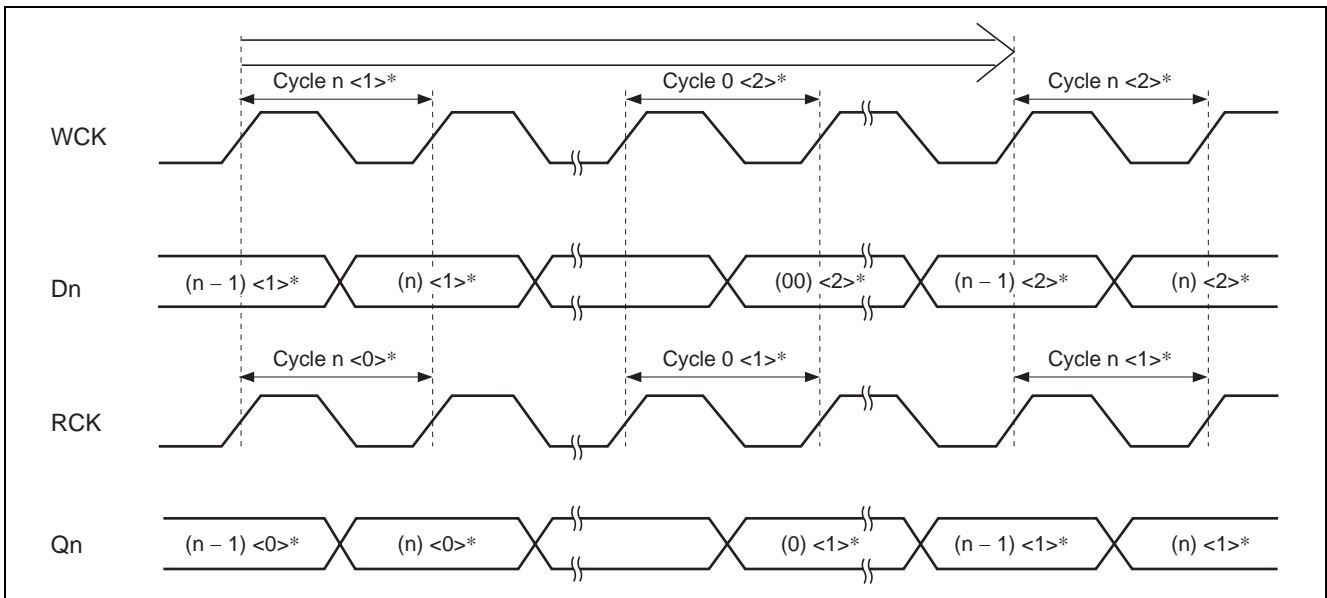 Cycle n <1>* Cycle 0 <2>* Cycle n <2>*
WCK
Dn (n – 1) <1>* (n) <1>* (00) <2>* (n – 1) <2>* (n) <2>*
Cycle n <0>* Cycle 0 <1>* Cycle n <1>*
RCK
Qn (n – 1) <0>* (n) <0>* (0) <1>* (n – 1) <1>* (n) <1>*